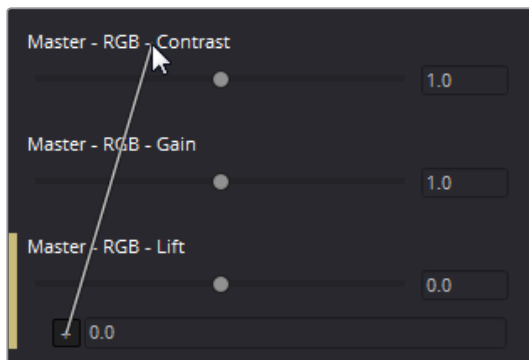 Master - RGB - Contrast
1.0
Master - RGB - Gain
1.0
Master - RGB - Lift
0.0
+ 0.0